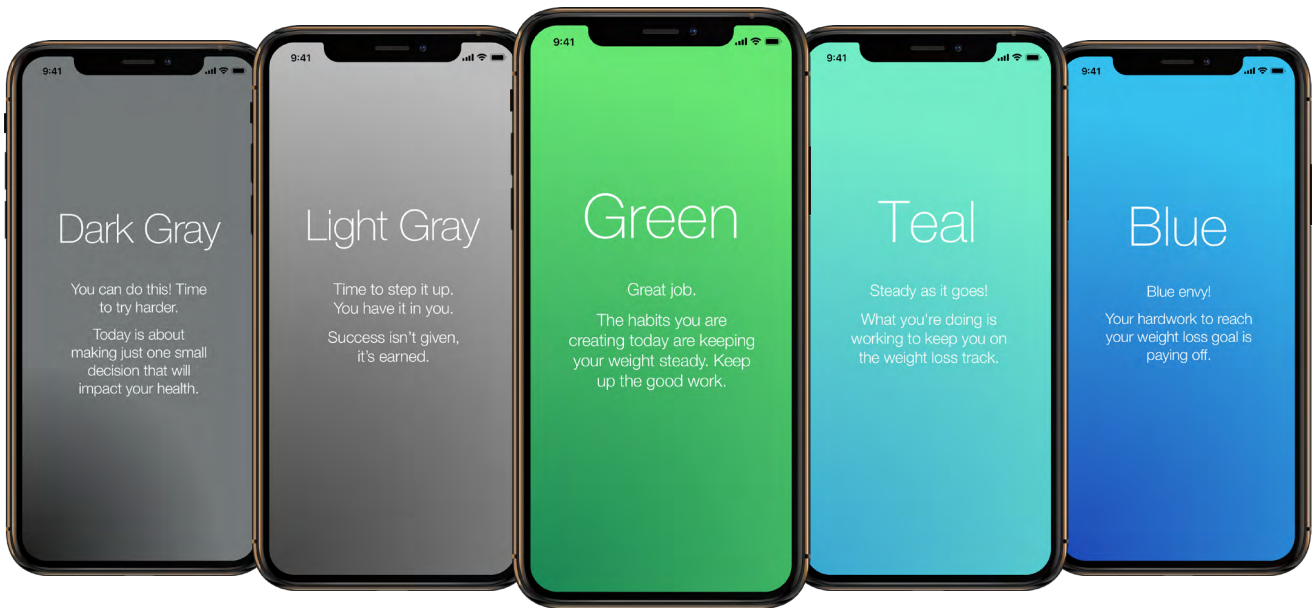 9:41
Dark Gray
You can do this! Time
to try harder.
Today is about
making just one small
decision that will
impact your health.
9:41
Light Gray
Time to step it up.
You have it in you.
Success isn't given,
it's earned.
9:41
Green
Great job.
The habits you are
creating today are keeping
your weight steady. Keep
up the good work.
9:41
Teal
Steady as it goes!
What you're doing is
working to keep you on
the weight loss track.
9:41
Blue
Blue envy!
Your hardwork to reach
your weight loss goal is
paying off.